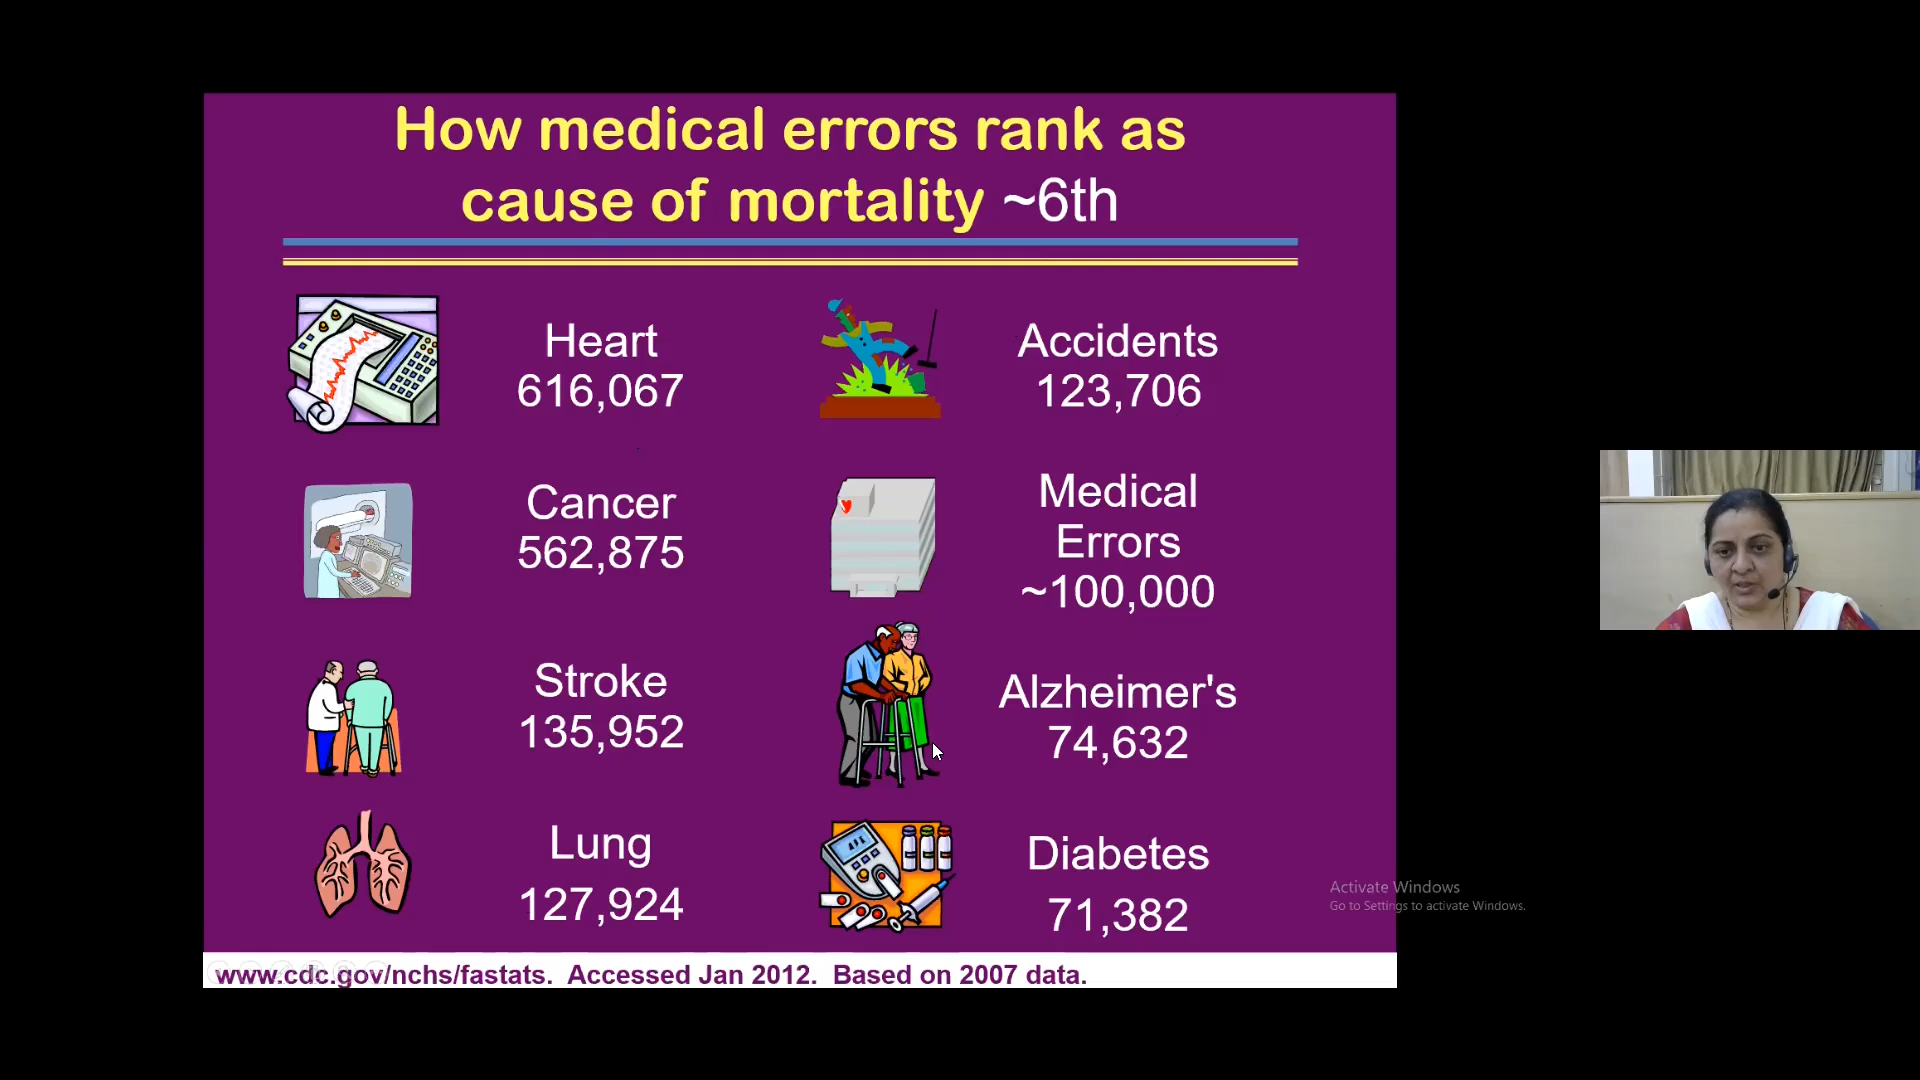 How medical errors rank as
cause of mortality ~6th
Heart
616,067
Accidents
123,706
Cancer
562,875
Medical
Errors
~100,000
Stroke
135,952
Alzheimer's
74,632
Lung
127,924
Diabetes
71,382
www.cdc.gov/nchs/fastats. Accessed Jan 2012. Based on 2007 data.
Activate Windows
Go to Settings to activate Windows.